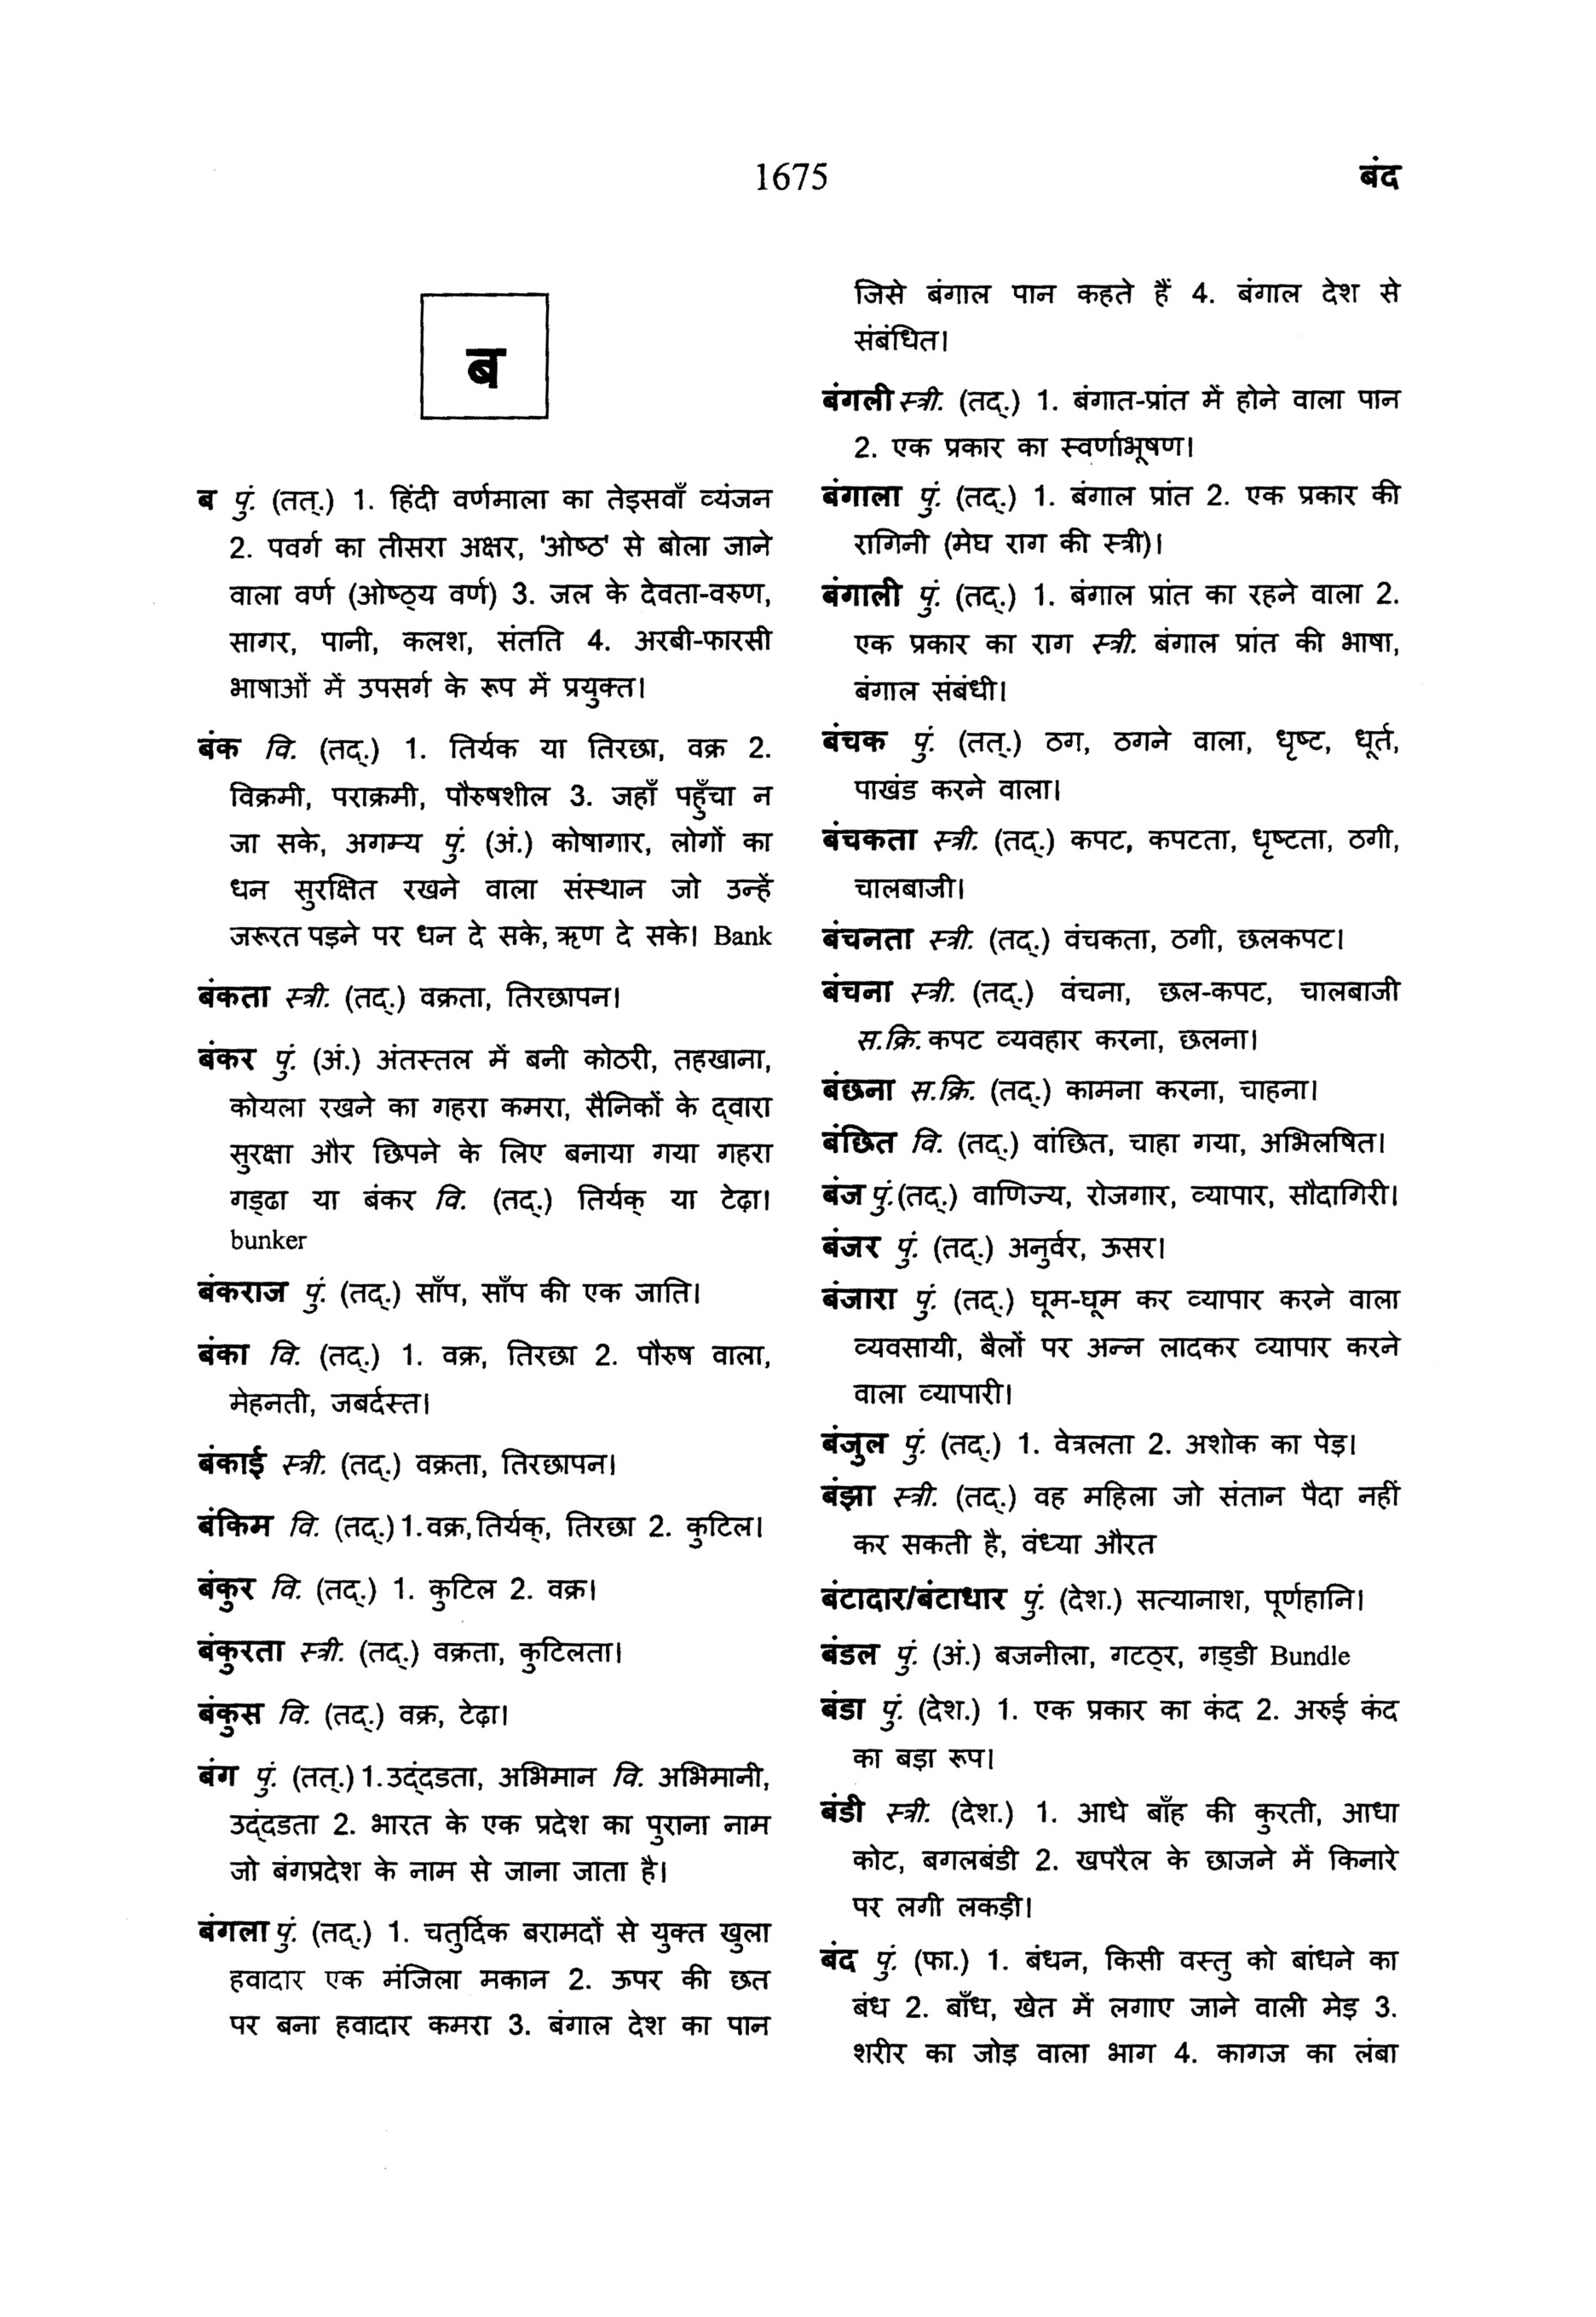 1675
बंद
ब
ब पुं. (तत्.) 1. हिंदी वर्णमाला का तेइसवाँ व्यंजन
2. पवर्ग का तीसरा अक्षर, 'ओष्ठ' से बोला जाने
वाला वर्ण (ओष्ठ्य वर्ण) 3. जल के देवता-वरुण,
सागर, पानी, कलश, संतति 4. अरबी-फारसी
भाषाओं में उपसर्ग के रूप में प्रयुक्त।
बंक वि. (तद्.) 1. तिर्यक या तिरछा, वक्र 2.
विक्रमी, पराक्रमी, पौरुषशील 3. जहाँ पहुँचा न
जा सके, अगम्य पुं. (अं.) कोषागार, लोगों का
धन सुरक्षित रखने वाला संस्थान जो उन्हें
जरूरत पड़ने पर धन दे सके, ऋण दे सके। Bank
बंकता स्त्री. (तद्.) वक्रता, तिरछापन।
बंकर पुं. (अं.) अंतस्तल में बनी कोठरी, तहखाना,
कोयला रखने का गहरा कमरा, सैनिकों के द्वारा
सुरक्षा और छिपने के लिए बनाया गया गहरा
गड्ढा या बंकर वि. (तद्.) तिर्यक् या टेढ़ा।
bunker
बंकराज पुं. (तद्.) साँप, साँप की एक जाति।
बंका वि. (तद्.) 1. वक्र, तिरछा 2. पौरुष वाला,
मेहनती, जबर्दस्त।
बंकाई स्त्री. (तद्.) वक्रता, तिरछापन।
बंकिम वि. (तद्.) 1. वक्र, तिर्यक्, तिरछा 2. कुटिल।
बंकुर वि. (तद्.) 1. कुटिल 2. वक्र।
बंकुरता स्त्री. (तद्.) वक्रता, कुटिलता।
बंकुस वि. (तद्.) वक्र, टेढ़ा।
बंग पुं. (तत्.) 1. उद्दंडता, अभिमान वि. अभिमानी,
उद्दंडता 2. भारत के एक प्रदेश का पुराना नाम
जो बंगप्रदेश के नाम से जाना जाता है।
बंगला पुं. (तद्.) 1. चतुर्दिक बरामदों से युक्त खुला
हवादार एक मंजिला मकान 2. ऊपर की छत
पर बना हवादार कमरा 3. बंगाल देश का पान
जिसे बंगाल पान कहते हैं 4. बंगाल देश से
संबंधित।
बंगली स्त्री. (तद्.) 1. बंगात-प्रांत में होने वाला पान
2. एक प्रकार का स्वर्णाभूषण।
बंगाला पुं. (तद्.) 1. बंगाल प्रांत 2. एक प्रकार की
रागिनी (मेघ राग की स्त्री)।
बंगाली पुं. (तद्.) 1. बंगाल प्रांत का रहने वाला 2.
एक प्रकार का राग स्त्री. बंगाल प्रांत की भाषा,
बंगाल संबंधी।
बंचक पुं. (तत्.) ठग, ठगने वाला, धृष्ट, धूर्त,
पाखंड करने वाला।
बंचकता स्त्री. (तद्.) कपट, कपटता, धृष्टता, ठगी,
चालबाजी।
बंचनता स्त्री. (तद्.) वंचकता, ठगी, छलकपट।
बंचना स्त्री. (तद्.) वंचना, छल-कपट, चालबाजी
स.क्रि. कपट व्यवहार करना, छलना।
बंछना स.क्रि. (तद्.) कामना करना, चाहना।
बंछित वि. (तद्.) वांछित, चाहा गया, अभिलषित।
बंज पुं. (तद्.) वाणिज्य, रोजगार, व्यापार, सौदागिरी।
बंजर पुं. (तद्.) अनुर्वर, ऊसर।
बंजारा पुं. (तद्.) घूम-घूम कर व्यापार करने वाला
व्यवसायी, बैलों पर अन्न लादकर व्यापार करने
वाला व्यापारी।
बंजुल पुं. (तद्.) 1. वेत्रलता 2. अशोक का पेड़।
बंझा स्त्री. (तद्.) वह महिला जो संतान पैदा नहीं
कर सकती है, वंध्या औरत
बंटादार/बंटाधार पुं. (देश.) सत्यानाश, पूर्णहानि।
बंडल पुं. (अं.) बजनीला, गटठ्र, गड्डी Bundle
बंडा पुं. (देश.) 1. एक प्रकार का कंद 2. अरुई कंद
का बड़ा रूप।
बंडी स्त्री. (देश.) 1. आधे बाँह की कुरती, आधा
कोट, बगलबंडी 2. खपरैल के छाजने में किनारे
पर लगी लकड़ी।
बंद पुं. (फा.) 1. बंधन, किसी वस्तु को बांधने का
बंध 2. बाँध, खेत में लगाए जाने वाली मेड़ 3.
शरीर का जोड़ वाला भाग 4. कागज का लंबा